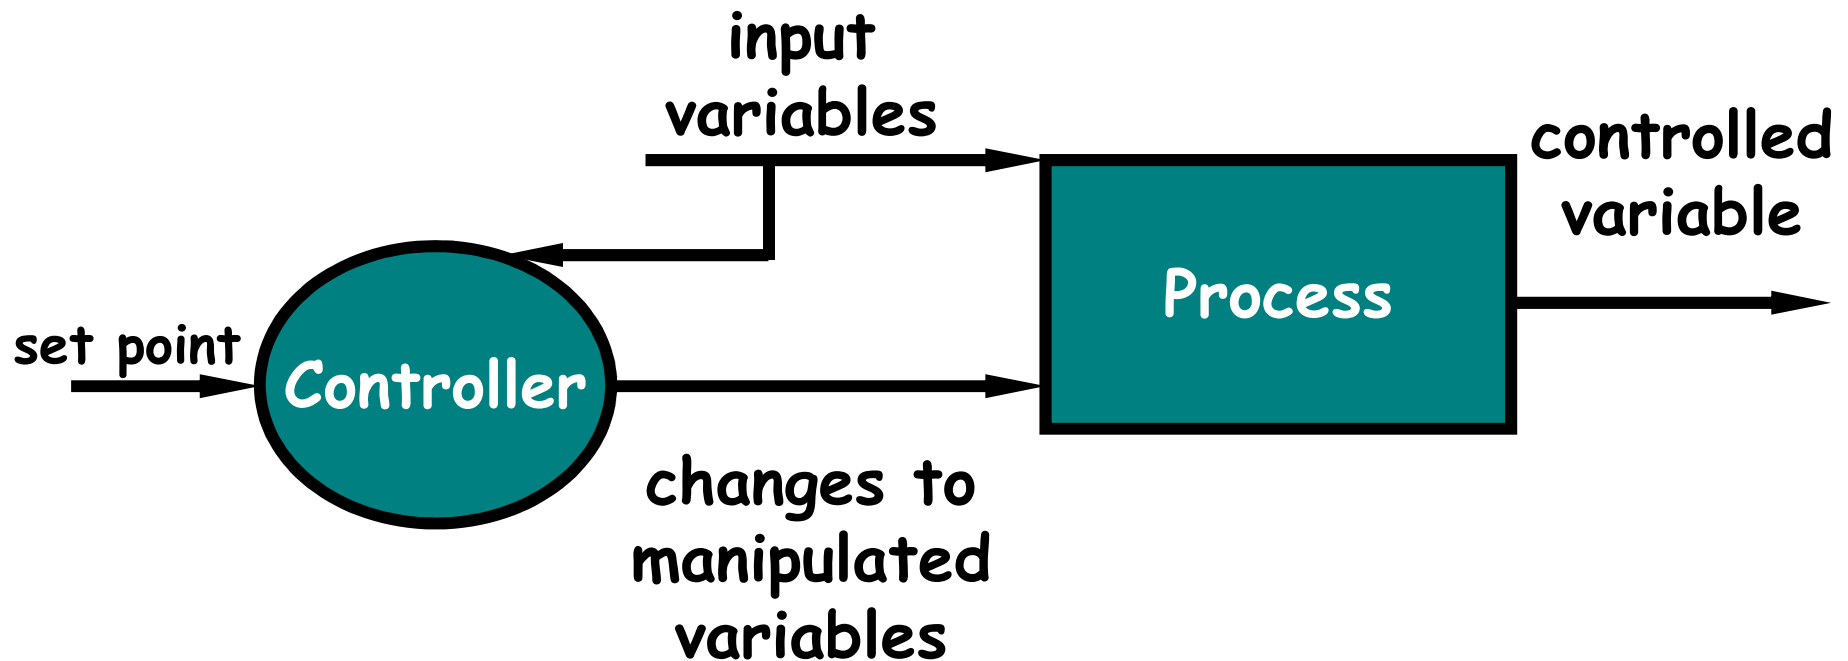 input
variables
controlled
variable
Process
set point
Controller
changes to
manipulated
variables